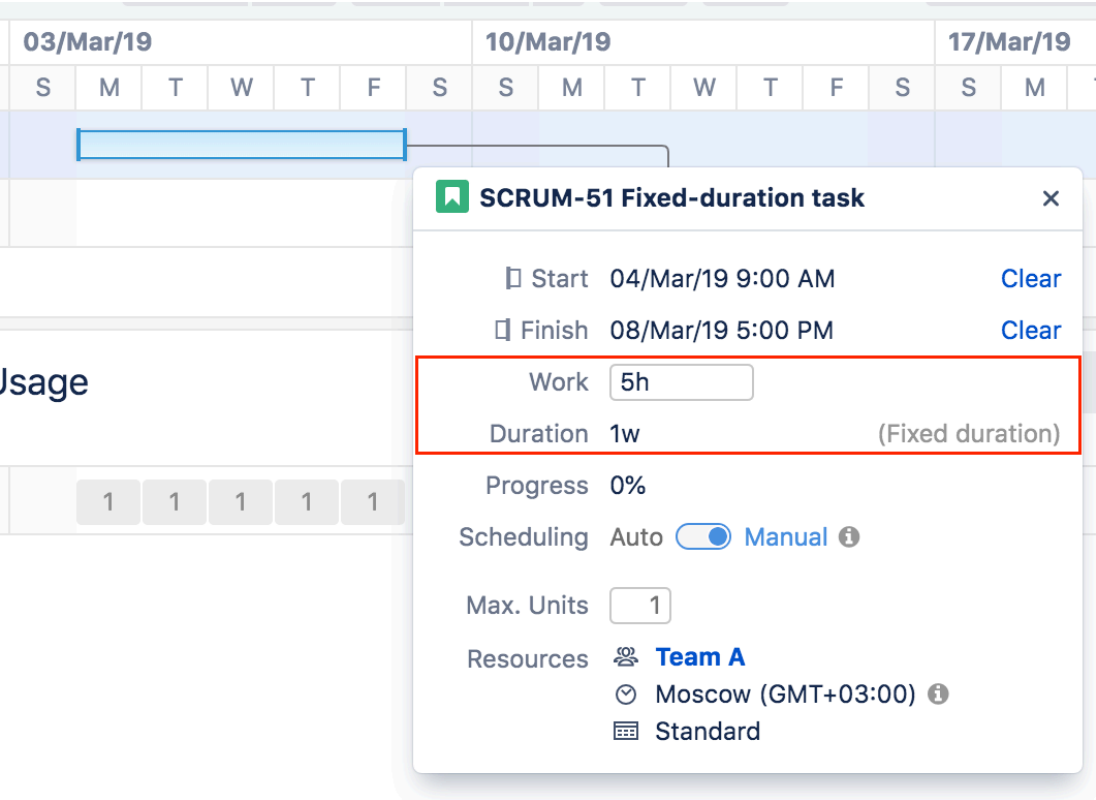 03/Mar/19 10/Mar/19 17/Mar/19
S M T W T F S S M T W T F S S M
SCRUM-51 Fixed-duration task
Start 04/Mar/19 9:00 AM Clear
Finish 08/Mar/19 5:00 PM Clear
Work 5h
Usage
Duration 1w (Fixed duration)
Progress 0%
1 1 1 1 1
Scheduling Auto Manual
Max. Units 1
Resources Team A
Moscow (GMT+03:00)
Standard